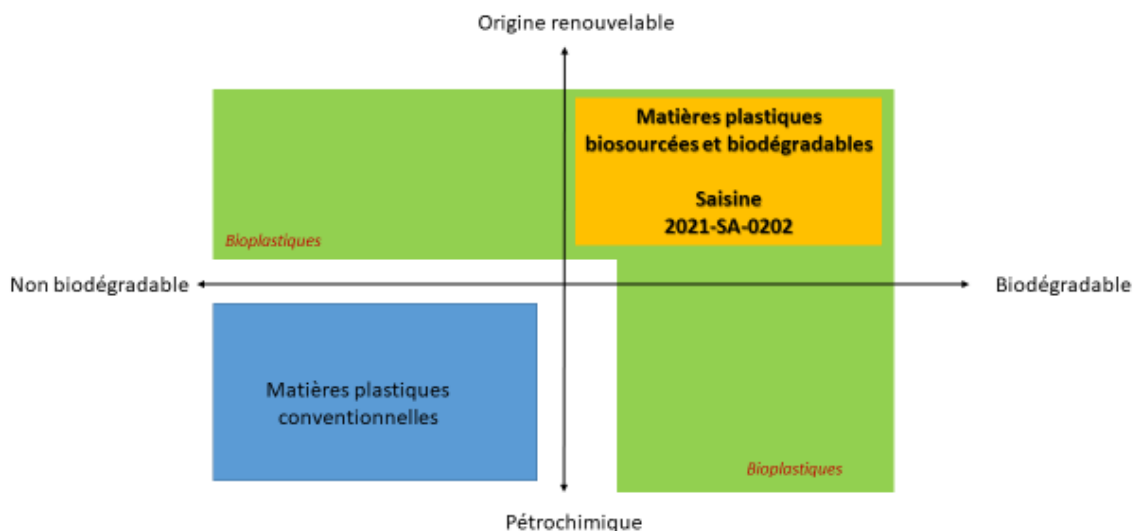 Origine renouvelable
Matières plastiques
biosourcées et biodégradables
Saisine
2021-SA-0202
Bioplastiques
Non biodégradable
Biodégradable
Matières plastiques
conventionnelles
Bioplastiques
Pétrochimique